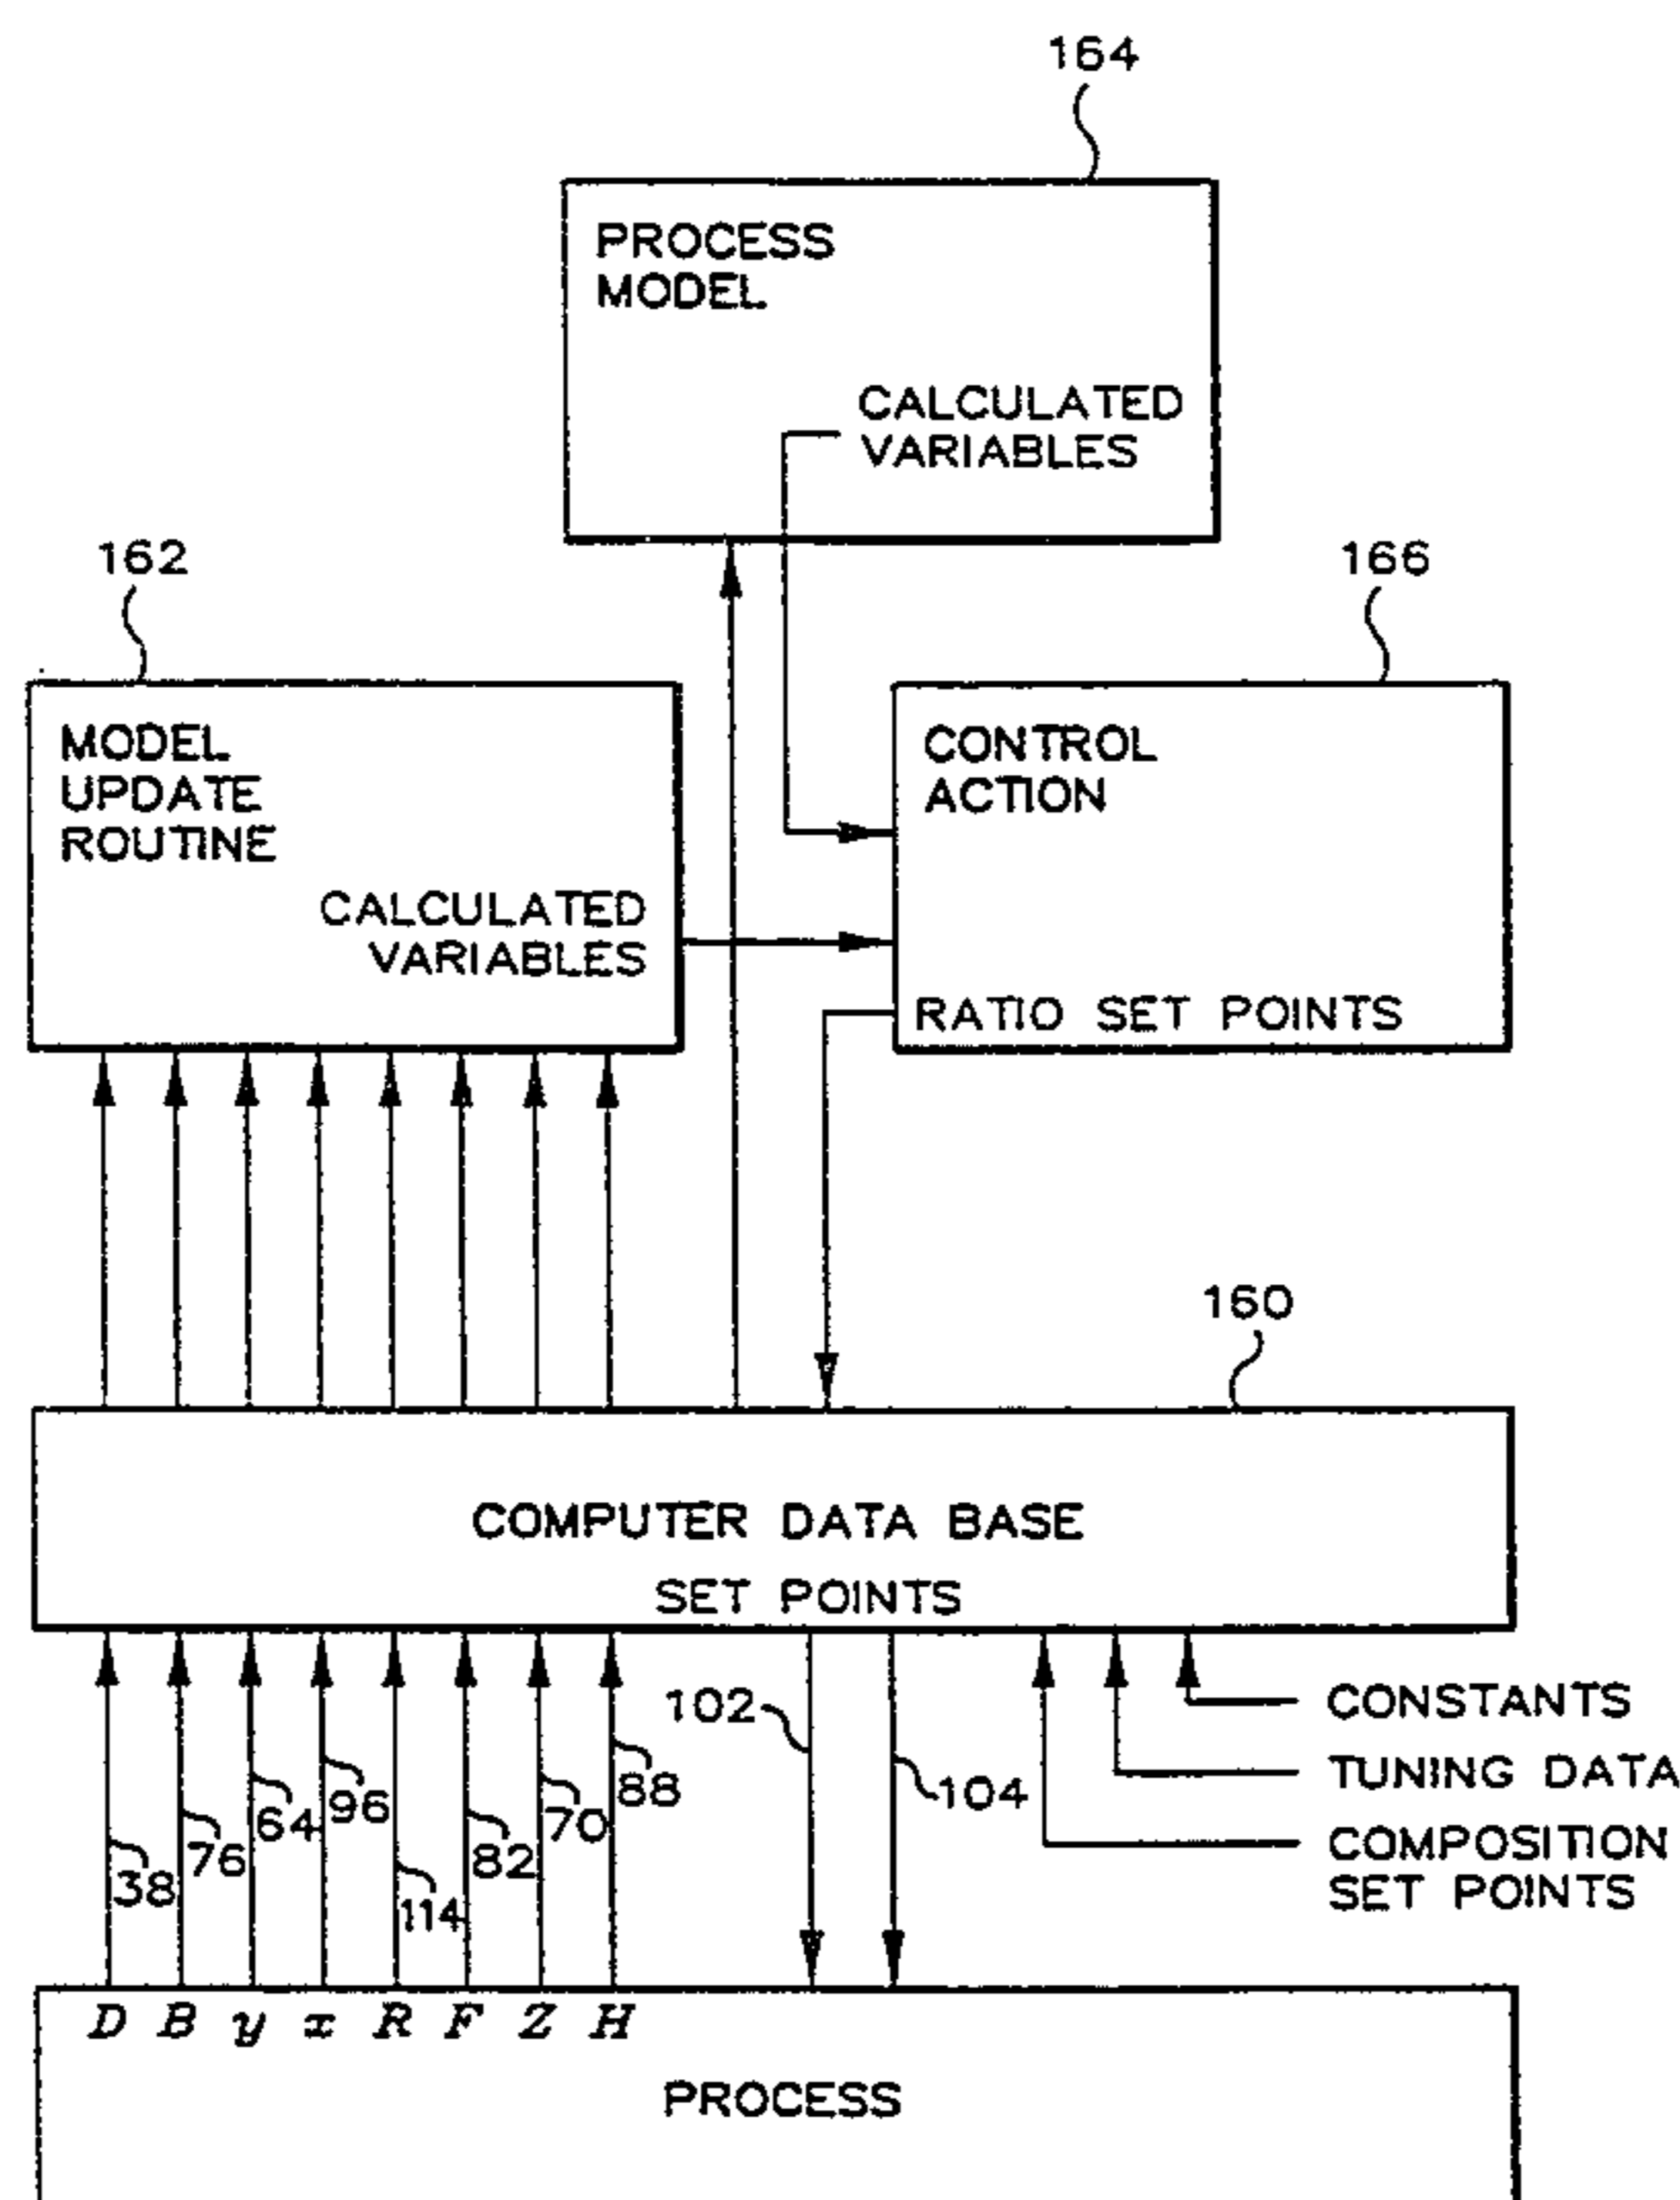 164
PROCESS
MODEL
CALCULATED
VARIABLES
162
166
MODEL
UPDATE
ROUTINE
CALCULATED
VARIABLES
CONTROL
ACTION
RATIO SET POINTS
160
COMPUTER DATA BASE
SET POINTS
102
104
CONSTANTS
TUNING DATA
COMPOSITION
SET POINTS
38
76
64
96
114
82
70
88
D B y x R F Z H
PROCESS